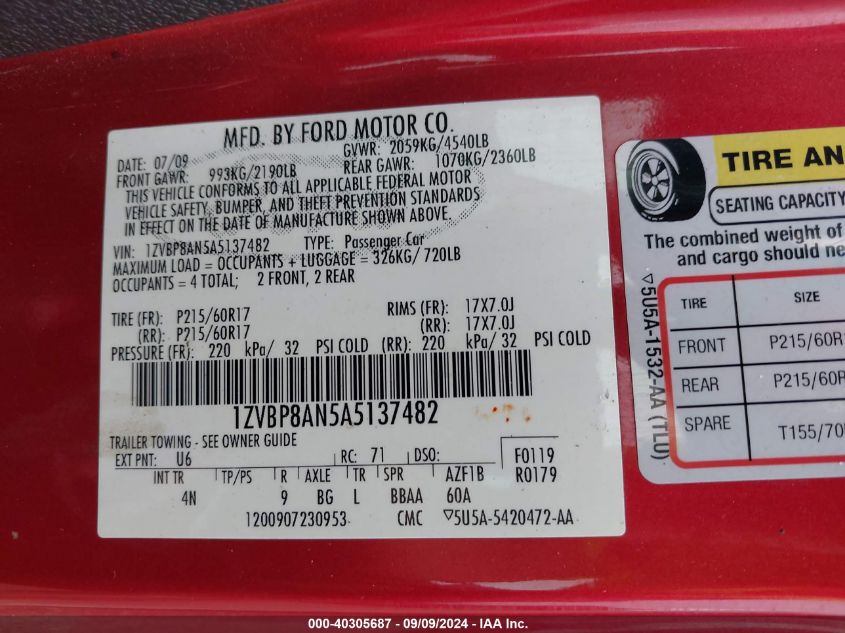 MFD. BY FORD MOTOR CO.
DATE: 07/09 GVWR: 2059KG/4540LB
FRONT GAWR: 993KG/2190LB REAR GAWR: 1070KG/2360LB
THIS VEHICLE CONFORMS TO ALL APPLICABLE FEDERAL MOTOR
VEHICLE SAFETY, BUMPER, AND THEFT PREVENTION STANDARDS
IN EFFECT ON THE DATE OF MANUFACTURE SHOWN ABOVE.
VIN: 1ZVBP8AN5A5137482 TYPE: Passenger Car
MAXIMUM LOAD = OCCUPANTS + LUGGAGE = 326KG/720LB
OCCUPANTS = 4 TOTAL; 2 FRONT, 2 REAR
TIRE (FR): P215/60R17 RIMS (FR): 17X7.0J
(RR): P215/60R17 (RR): 17X7.0J
PRESSURE (FR): 220 kPa/ 32 PSI COLD (RR): 220 kPa/ 32 PSI COLD
1ZVBP8AN5A5137482
TRAILER TOWING - SEE OWNER GUIDE
EXT PNT: U6 RC: 71 DSO: F0119
R0179
INT TR TP/PS R AXLE TR SPR AZF1B
4N 9 BG L BBAA 60A
1200907230953 CMC ▽5U5A-5420472-AA
TIRE AN
SEATING CAPACITY
The combined weight of
and cargo should ne
TIRE SIZE
FRONT P215/60R
REAR P215/60R
SPARE T155/70
▽5U5A-1532-AA (TLU)
000-40305687 - 09/09/2024 - www.iaai.com